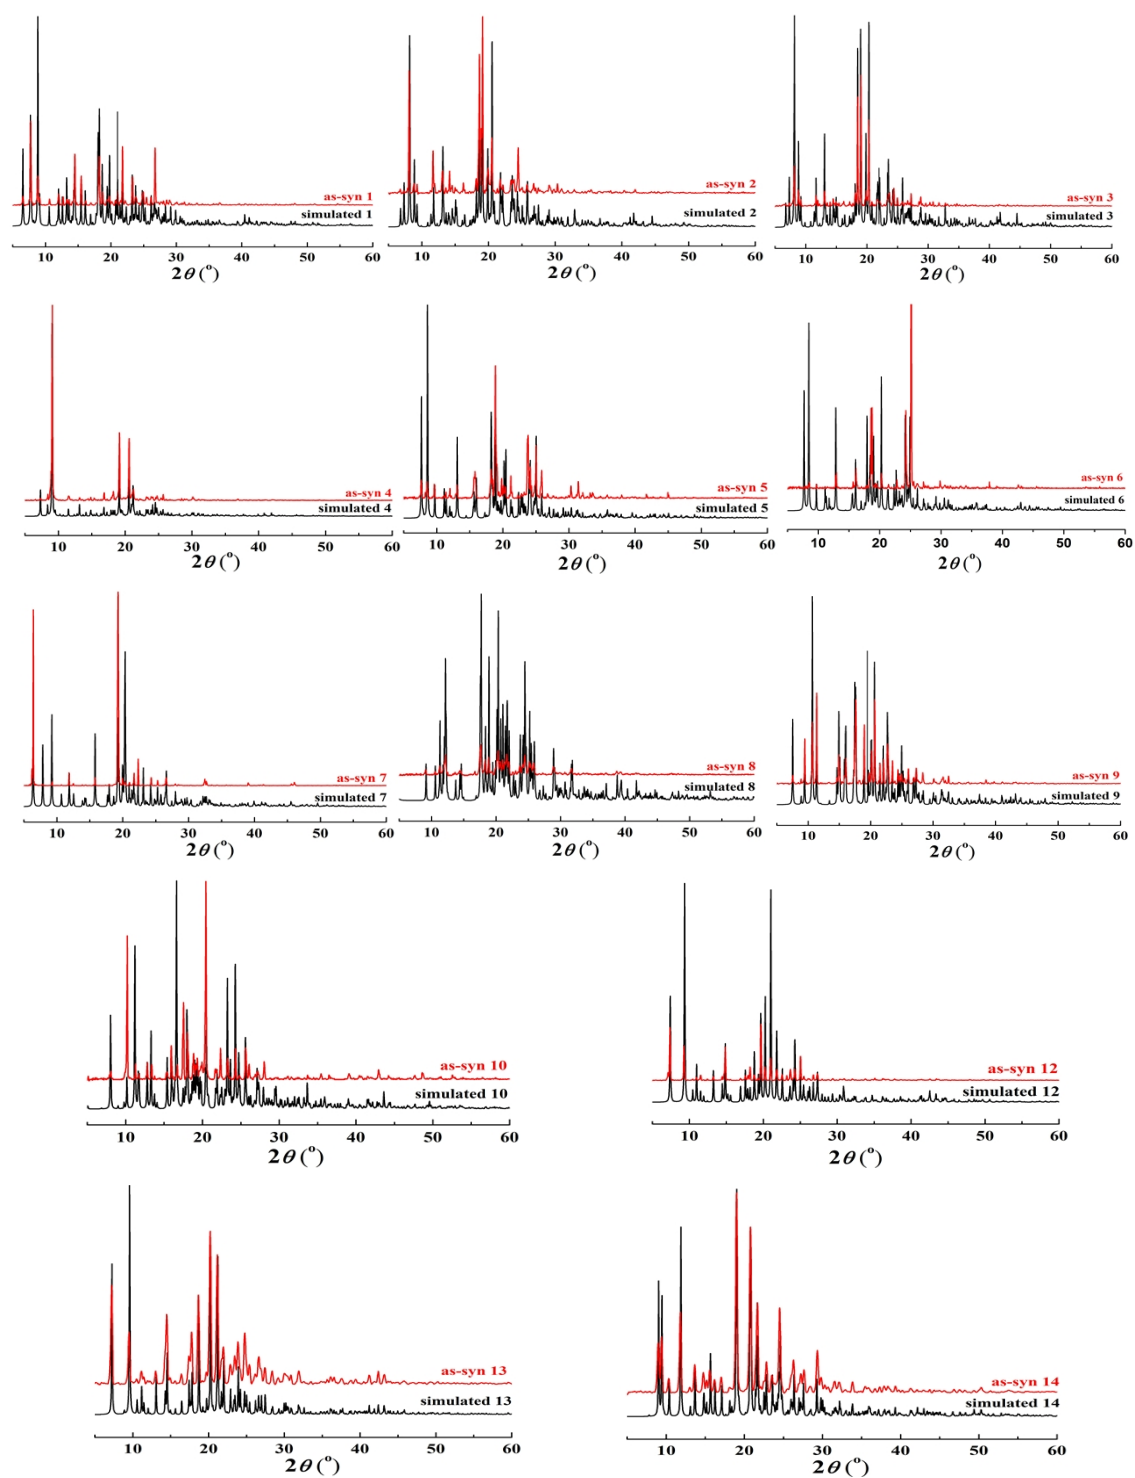 as-syn 1
simulated 1
10 20 30 40 50 60
2θ (°)
as-syn 2
simulated 2
10 20 30 40 50 60
2θ (°)
as-syn 3
simulated 3
10 20 30 40 50 60
2θ (°)
as-syn 4
simulated 4
10 20 30 40 50 60
2θ (°)
as-syn 5
simulated 5
10 20 30 40 50 60
2θ (°)
as-syn 6
simulated 6
10 20 30 40 50 60
2θ (°)
as-syn 7
simulated 7
10 20 30 40 50 60
2θ (°)
as-syn 8
simulated 8
5 10 15 20 25 30 35 40 45 50 55 60
2θ (°)
as-syn 9
simulated 9
10 20 30 40 50 60
2θ (°)
as-syn 10
simulated 10
10 20 30 40 50 60
2θ (°)
as-syn 12
simulated 12
10 20 30 40 50 60
2θ (°)
as-syn 13
simulated 13
10 20 30 40 50 60
2θ (°)
as-syn 14
simulated 14
10 20 30 40 50 60
2θ (°)